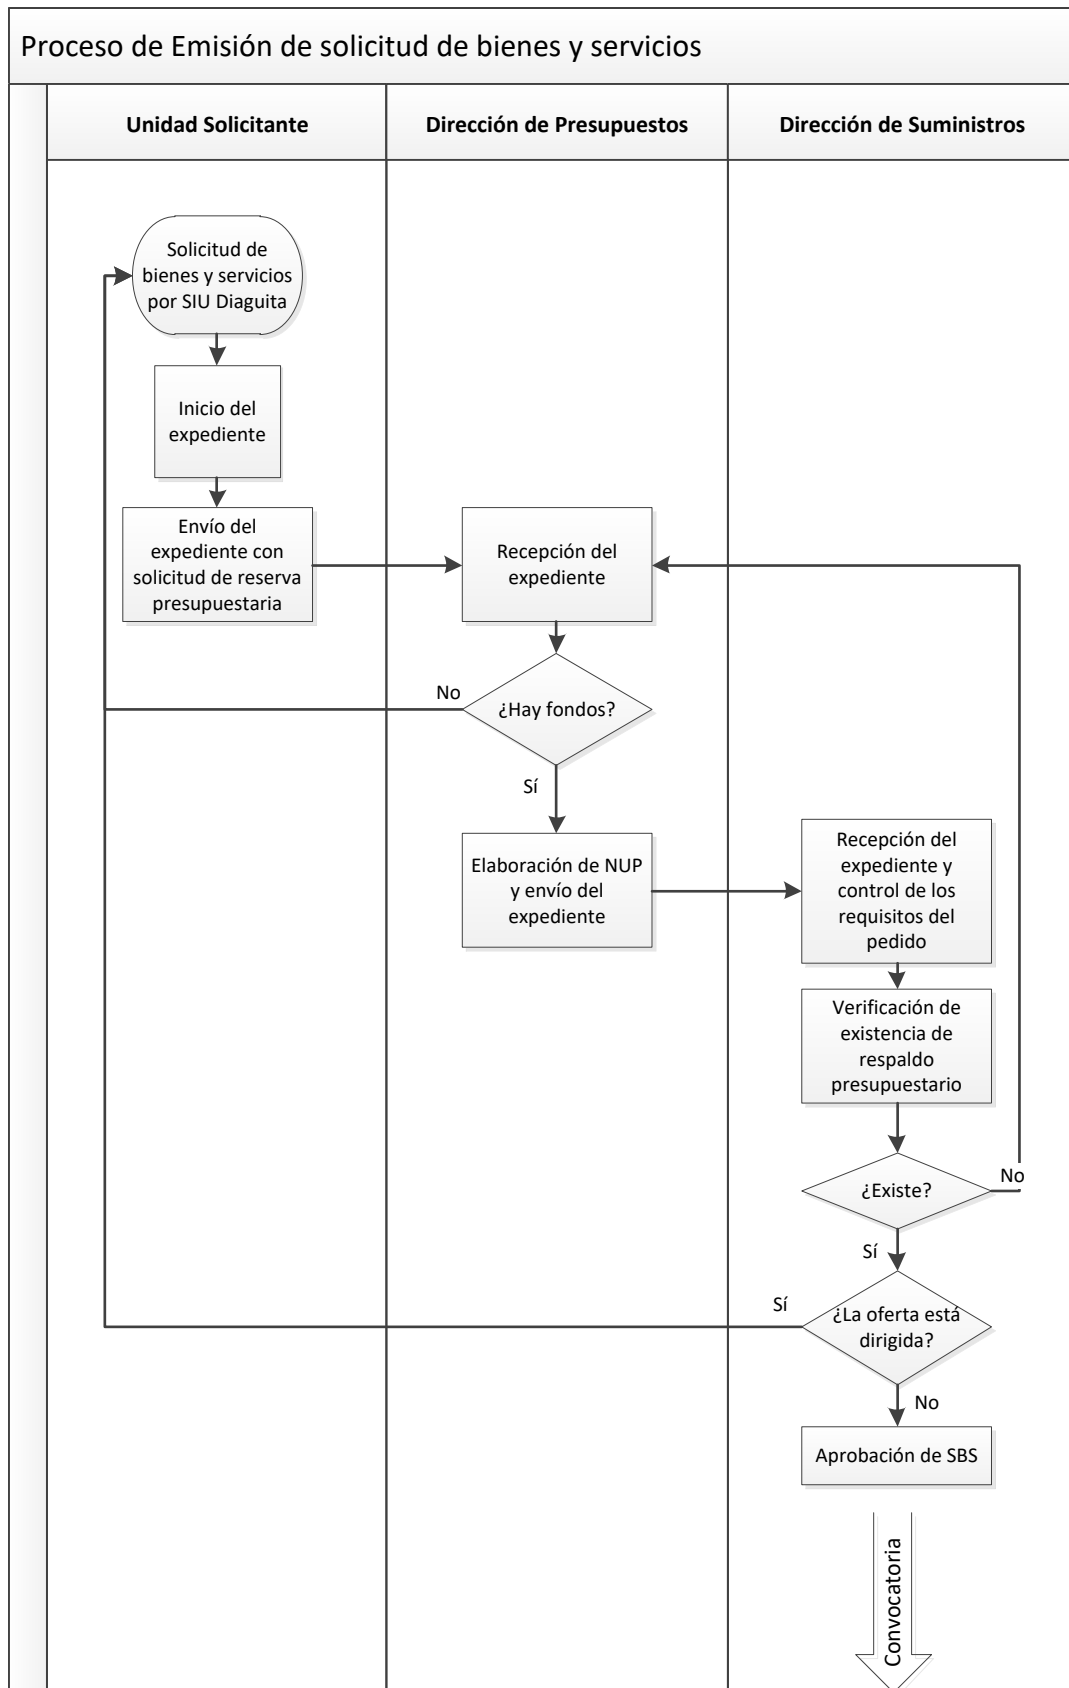 Proceso de Emisión de solicitud de bienes y servicios
Unidad Solicitante
Dirección de Presupuestos
Dirección de Suministros
Solicitud de
bienes y servicios
por SIU Diaguita
Inicio del
expediente
Envío del
expediente con
solicitud de reserva
presupuestaria
Recepción del
expediente
No
¿Hay fondos?
Sí
Elaboración de NUP
y envío del
expediente
Recepción del
expediente y
control de los
requisitos del
pedido
Verificación de
existencia de
respaldo
presupuestario
¿Existe?
No
Sí
Sí
¿La oferta está
dirigida?
No
Aprobación de SBS
Convocatoria